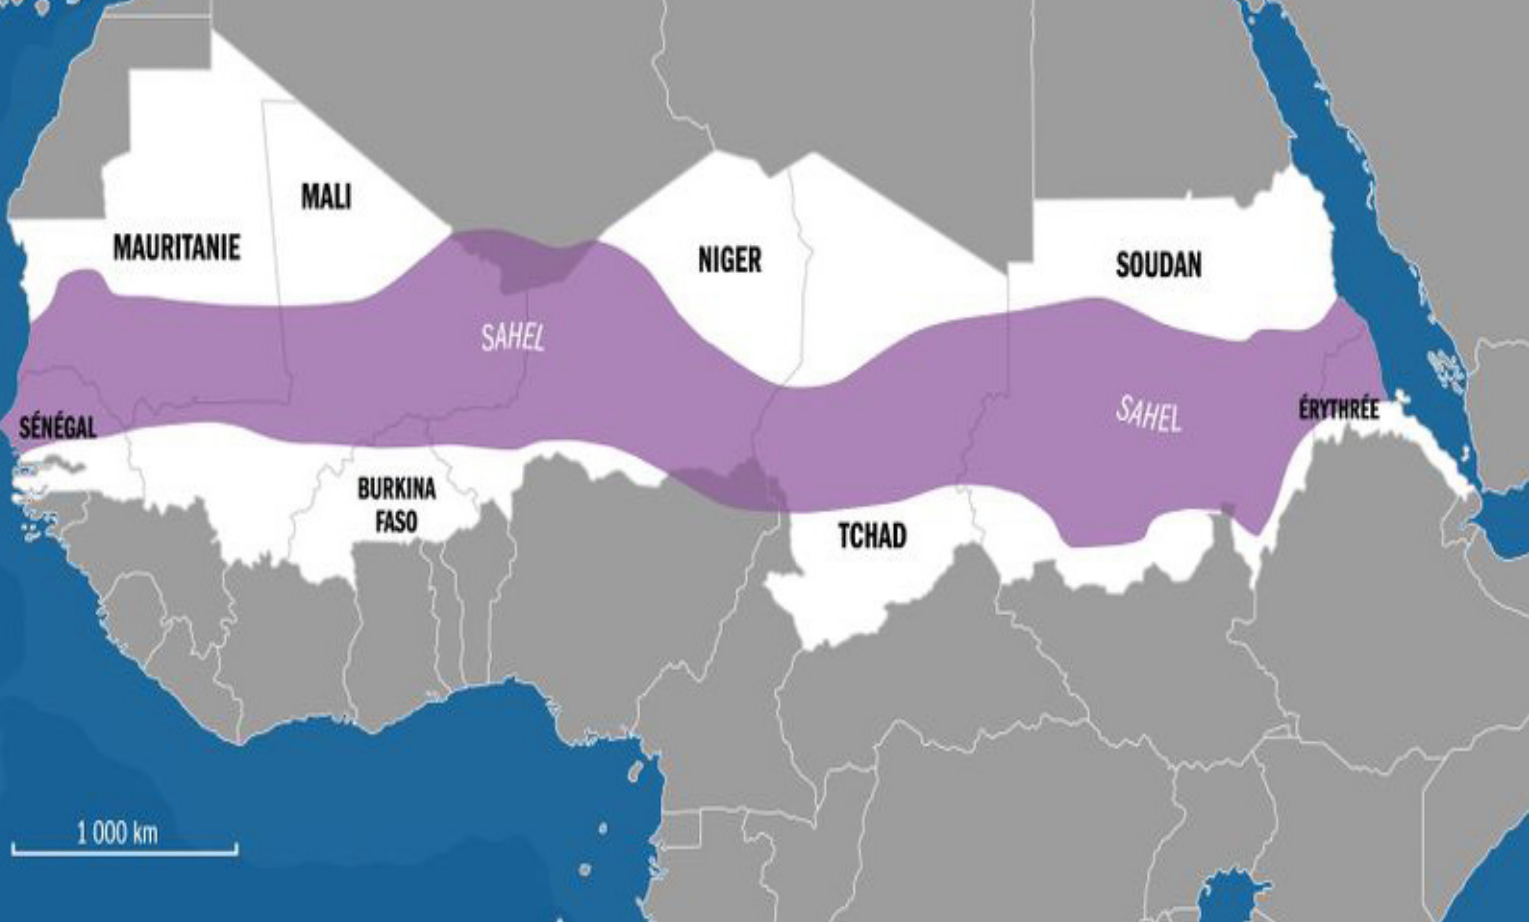 MALI
MAURITANIE
NIGER
SOUDAN
SAHEL
SAHEL
SÉNÉGAL
ÉRYTHRÉE
BURKINA
FASO
TCHAD
1 000 km